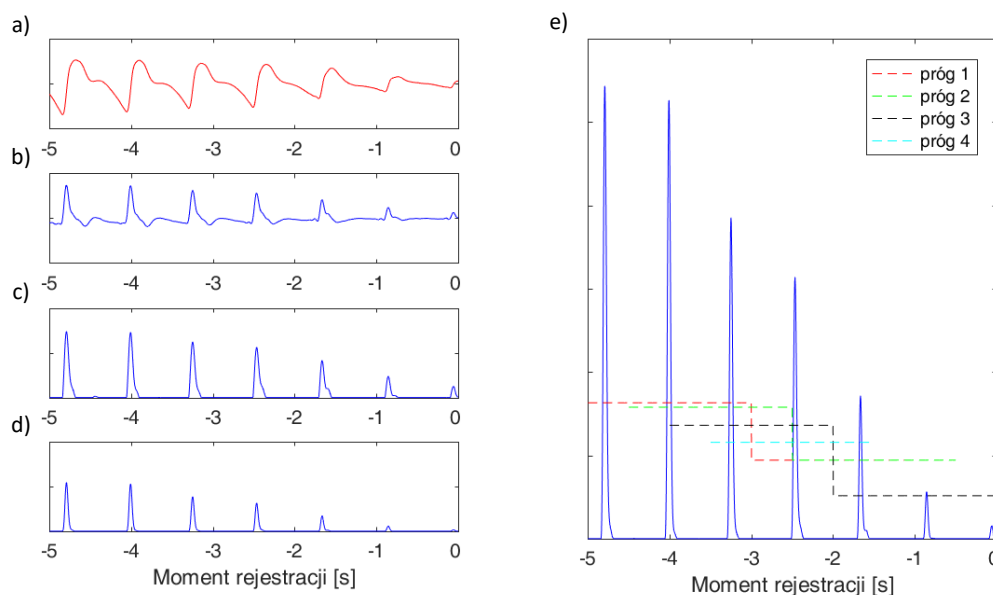 a)
-5 -4 -3 -2 -1 0
b)
-5 -4 -3 -2 -1 0
c)
-5 -4 -3 -2 -1 0
d)
-5 -4 -3 -2 -1 0
Moment rejestracji [s]
e)
próg 1
próg 2
próg 3
próg 4
-5 -4 -3 -2 -1 0
Moment rejestracji [s]